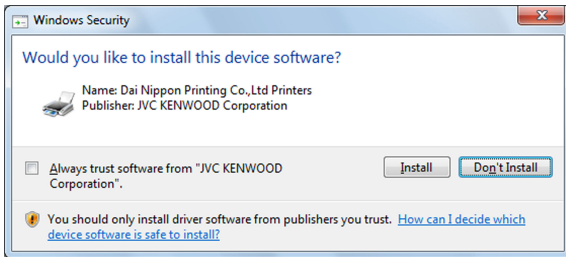 Windows Security
Would you like to install this device software?
Name: Dai Nippon Printing Co.,Ltd Printers
Publisher: JVC KENWOOD Corporation
Always trust software from "JVC KENWOOD
Corporation".
Install
Don't Install
You should only install driver software from publishers you trust. How can I decide which
device software is safe to install?